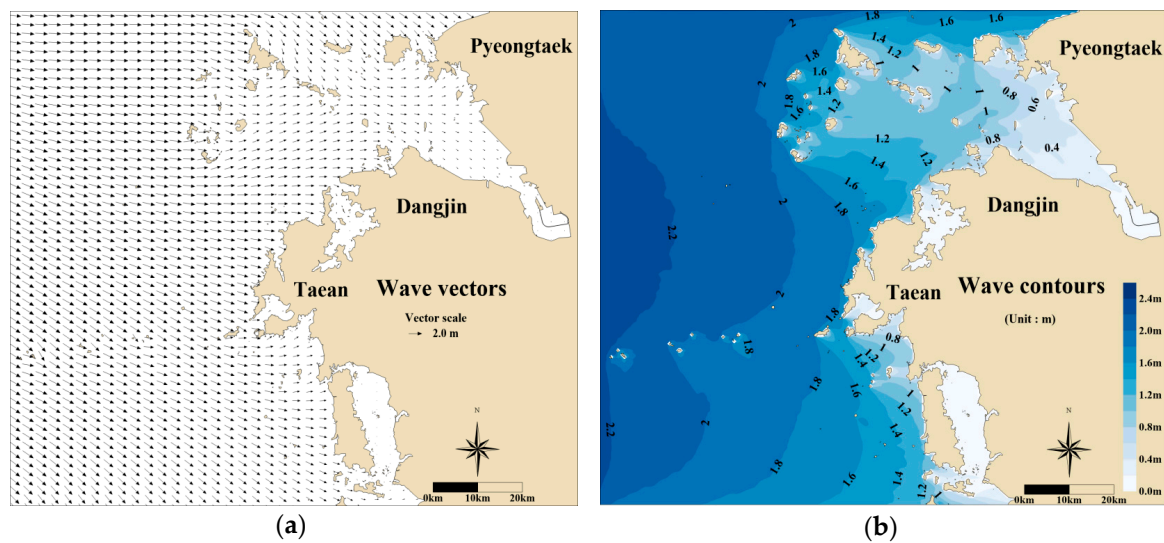 Pyeongtaek
Dangjin
Taean
Wave vectors
Vector scale
2.0 m
N
0km 10km 20km
(a)
2
1.8
1.6
1.6
1.4
1.2
1.8
1.6
1
1
2
1.4
1.8
1.2
1.6
1
1
1
0.8
0.6
0.8
0.4
1.2
1.2
1.4
1.6
1.8
2
2.2
2
1.8
1.8
0.8
1
1.2
1.4
1.8
1.6
1
1.2
1.4
2
2.2
1.8
1.6
1.4
1.2
1
Pyeongtaek
Dangjin
Taean
Wave contours
(Unit : m)
2.4m
2.0m
1.6m
1.2m
0.8m
0.4m
0.0m
N
0km 10km 20km
(b)